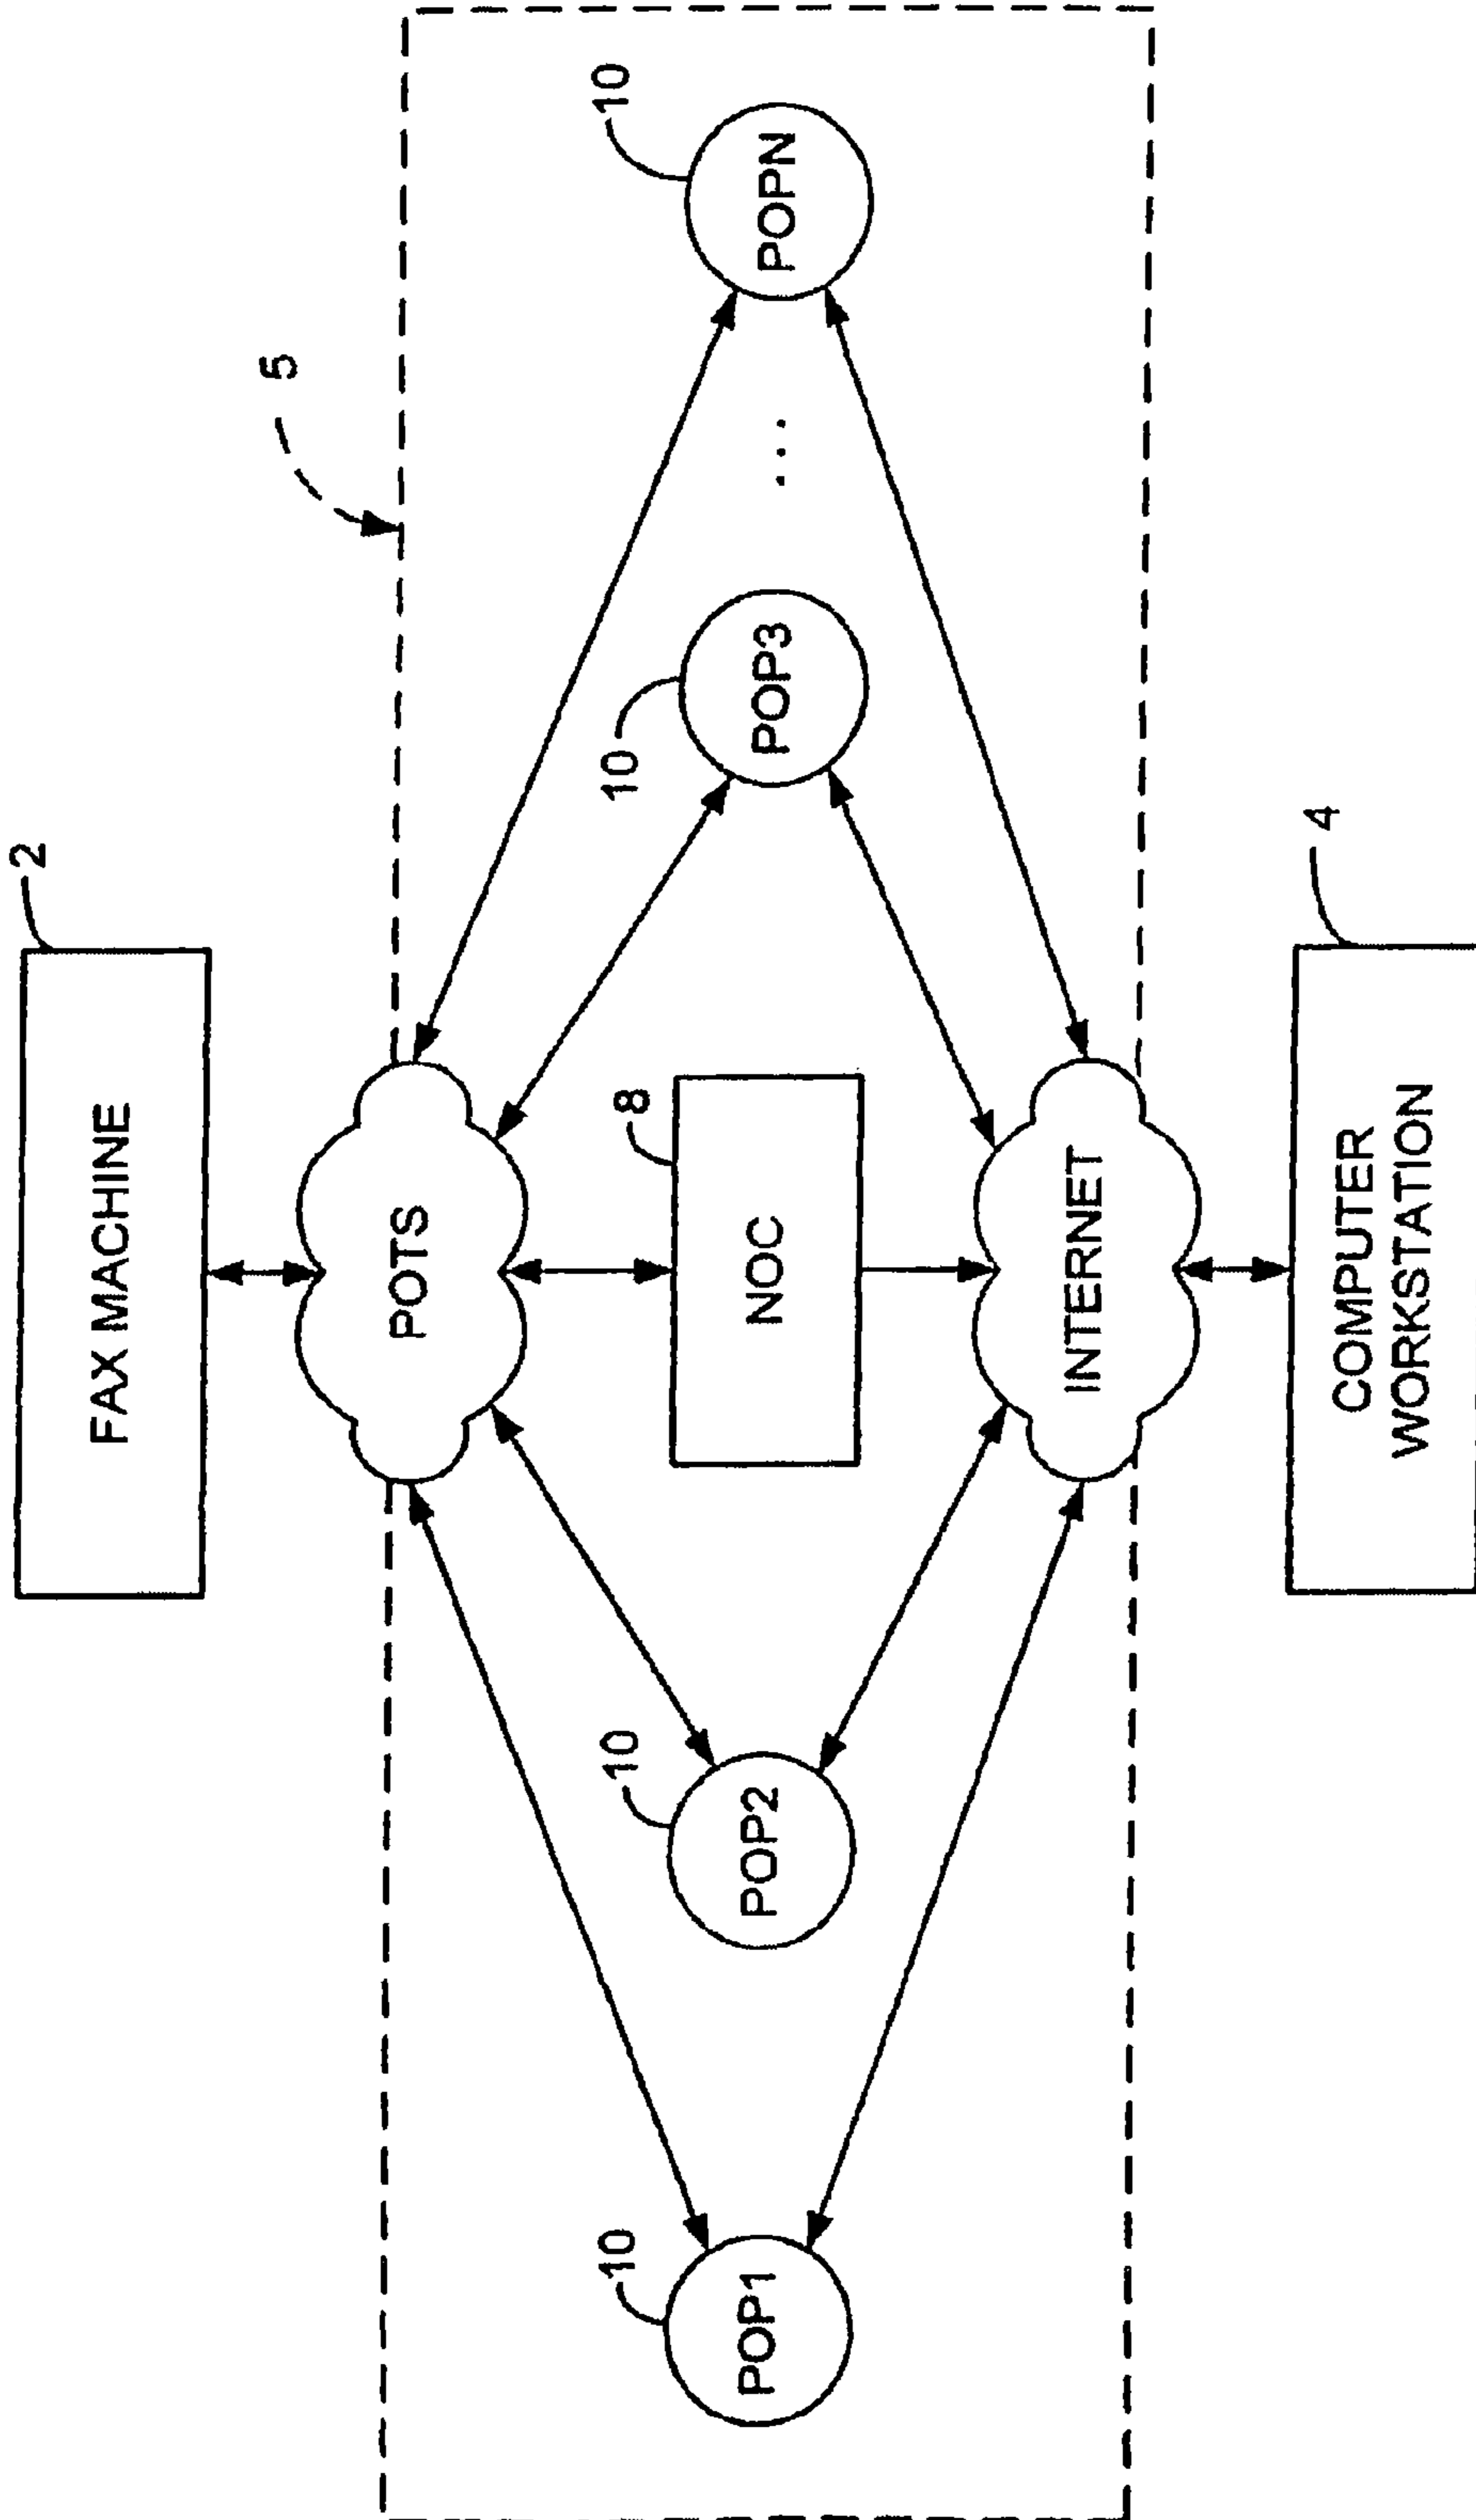 2
FAX MACHINE
5
POTS
10
10
8
10
10
POP1
POP2
NOC
POP3
...
POPN
INTERNET
4
COMPUTER
WORKSTATION